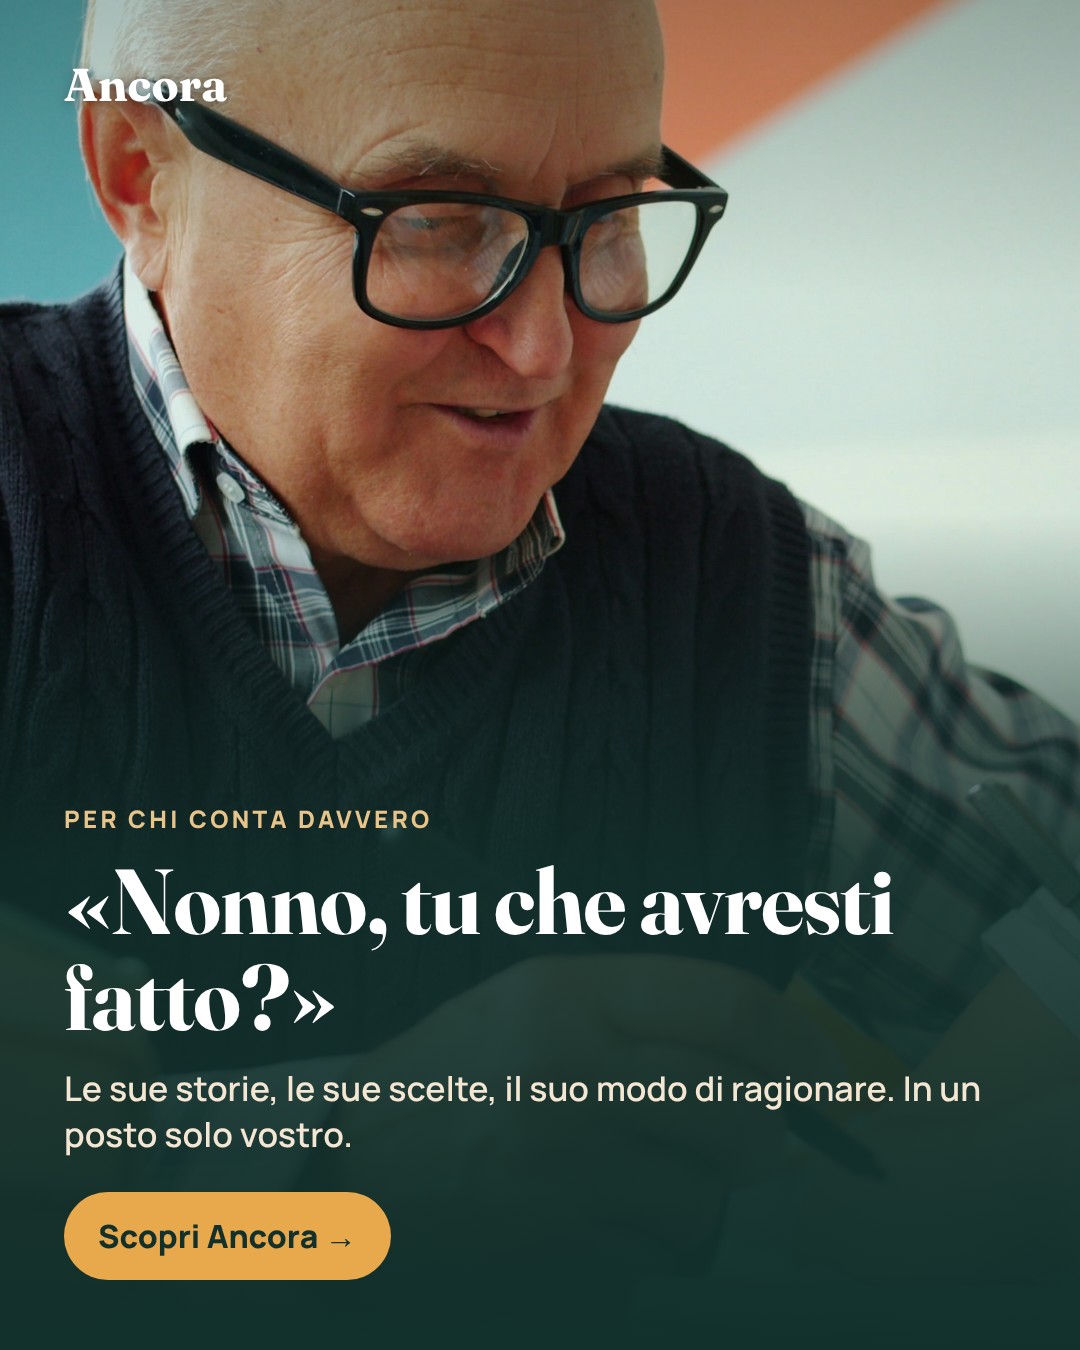 Ancora
PER CHI CONTA DAVVERO
«Nonno, tu che avresti
fatto?»
Le sue storie, le sue scelte, il suo modo di ragionare. In un
posto solo vostro.
Scopri Ancora →